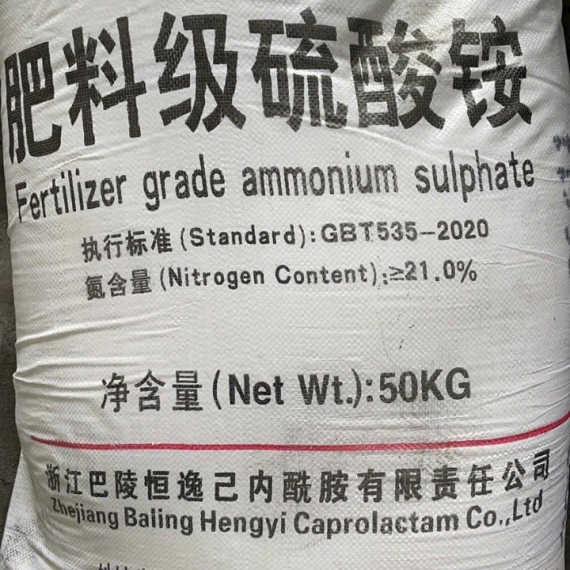 肥料级硫酸铵
Fertilizer grade ammonium sulphate
执行标准(Standard):GBT535-2020
氮含量(Nitrogen Content):≥21.0%
净含量(Net Wt.):50KG
浙江巴陵恒逸己内酰胺有限责任公司
Zhejiang Baling Hengyi Caprolactam Co.,Ltd